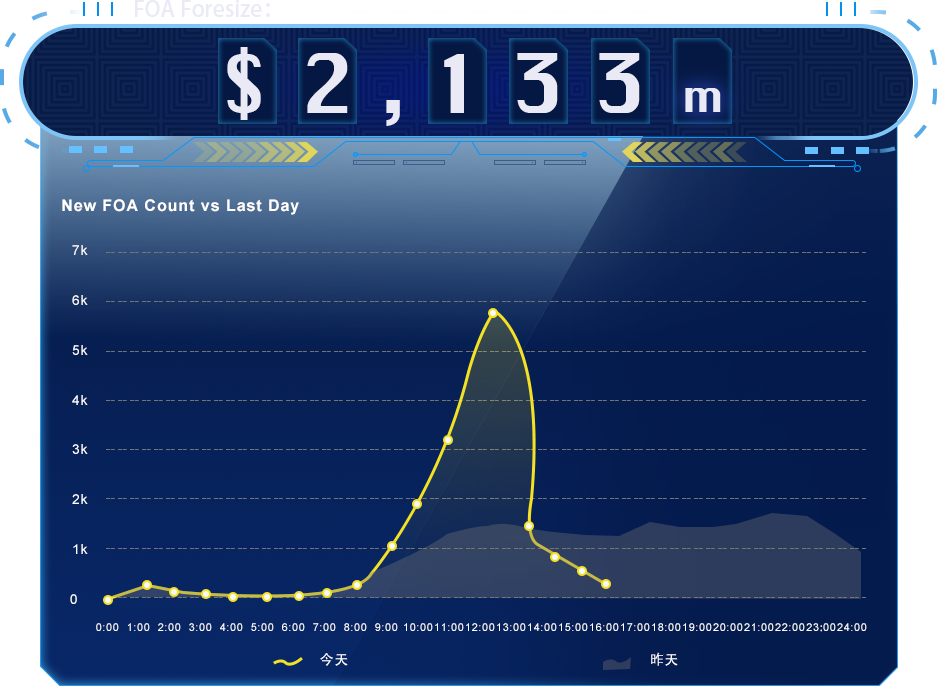 FOA Foresize:
$2,133m
New FOA Count vs Last Day
7k
6k
5k
4k
3k
2k
1k
0
0:00 1:00 2:00 3:00 4:00 5:00 6:00 7:00 8:00 9:00 10:00 11:00 12:00 13:00 14:00 15:00 16:00 17:00 18:00 19:00 20:00 21:00 22:00 23:00 24:00
今天 昨天